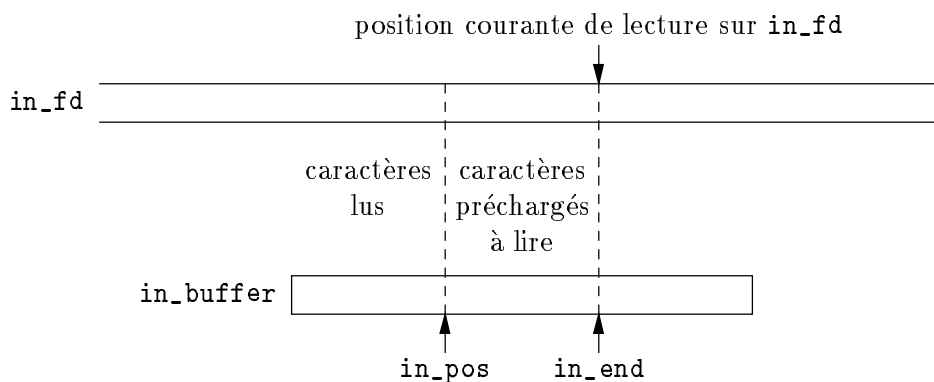 position courante de lecture sur in_fd
in_fd
caractères
lus
caractères
préchargés
à lire
in_buffer
in_pos
in_end